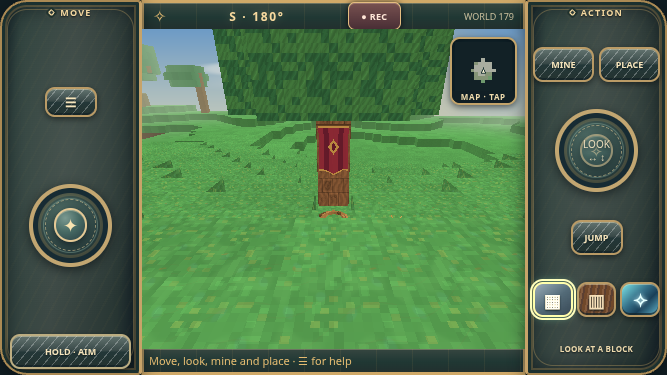 ◇ MOVE
S · 180°
● REC
WORLD 179
◇ ACTION
☰
MAP · TAP
MINE
PLACE
LOOK
JUMP
HOLD · AIM
Move, look, mine and place · ☰ for help
LOOK AT A BLOCK